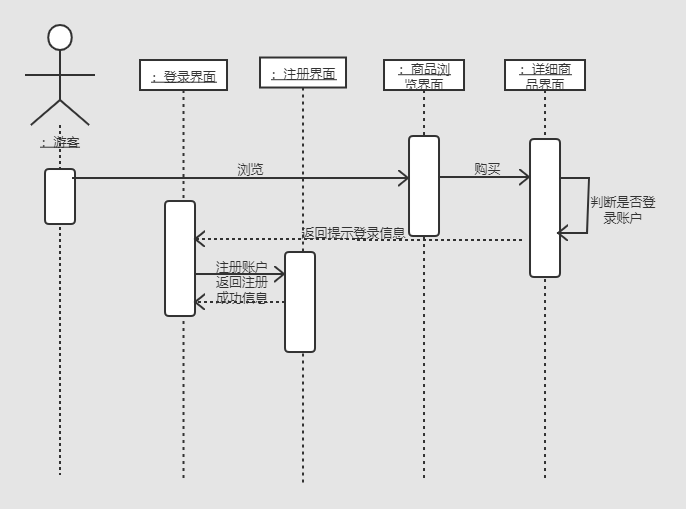 ：游客
：登录界面
：注册界面
：商品浏
览界面
：详细商
品界面
浏览
购买
判断是否登
录账户
返回提示登录信息
注册账户
返回注册
成功信息